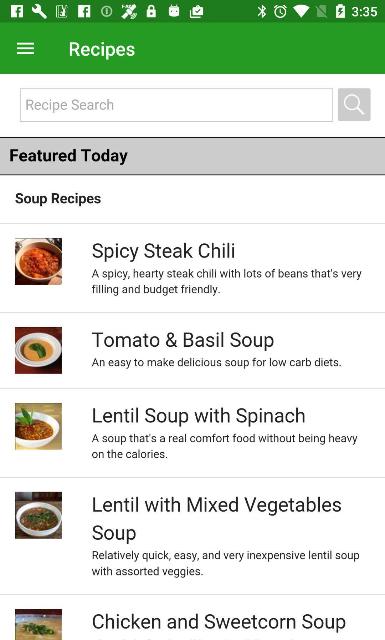 3:35
Recipes
Recipe Search
Featured Today
Soup Recipes
Spicy Steak Chili
A spicy, hearty steak chili with lots of beans that's very
filling and budget friendly.
Tomato & Basil Soup
An easy to make delicious soup for low carb diets.
Lentil Soup with Spinach
A soup that's a real comfort food without being heavy
on the calories.
Lentil with Mixed Vegetables
Soup
Relatively quick, easy, and very inexpensive lentil soup
with assorted veggies.
Chicken and Sweetcorn Soup